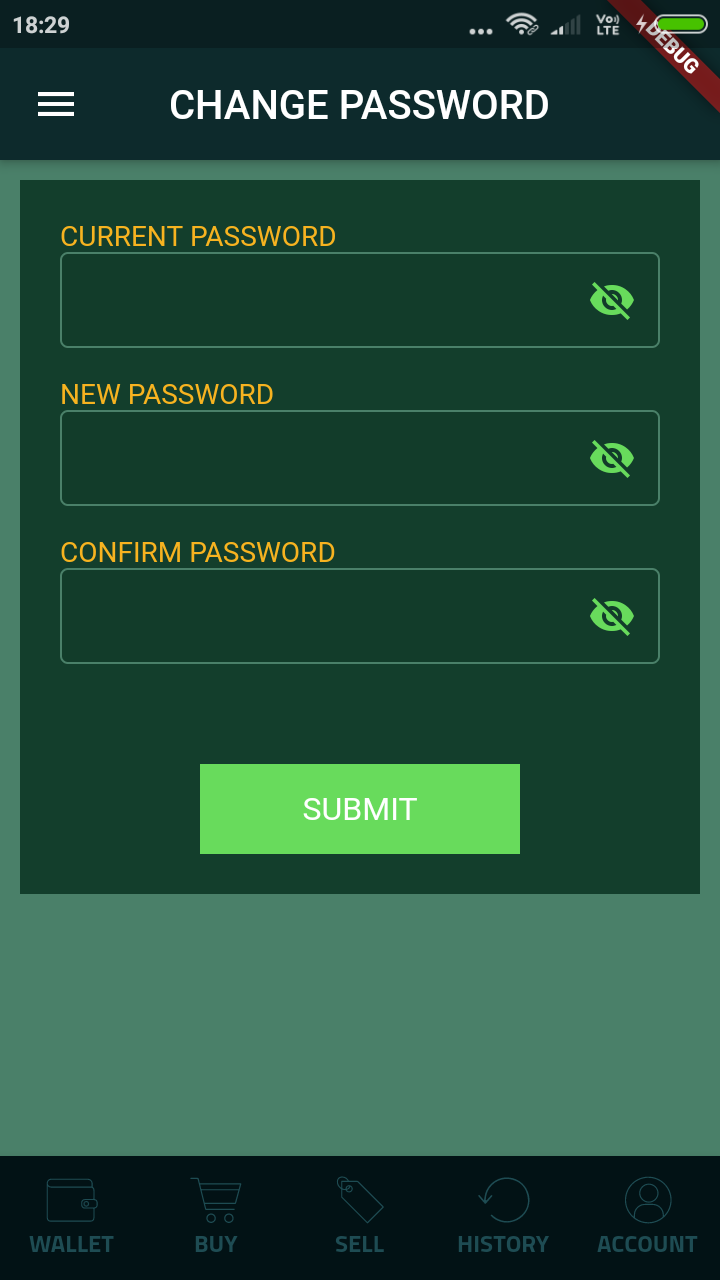 18:29
Vo)) LTE
DEBUG
CHANGE PASSWORD
CURRENT PASSWORD
NEW PASSWORD
CONFIRM PASSWORD
SUBMIT
WALLET BUY SELL HISTORY ACCOUNT